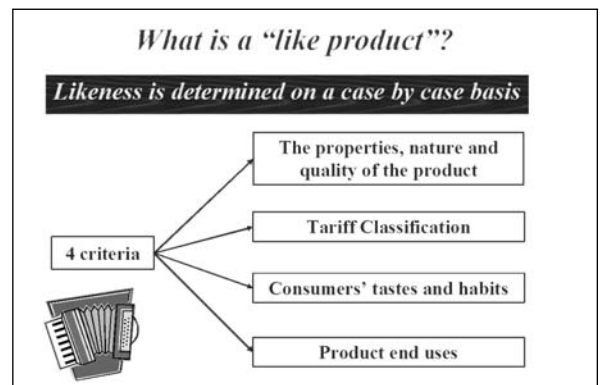 What is a “like product”?
Likeness is determined on a case by case basis
The properties, nature and
quality of the product
Tariff Classification
4 criteria
Consumers’ tastes and habits
Product end uses